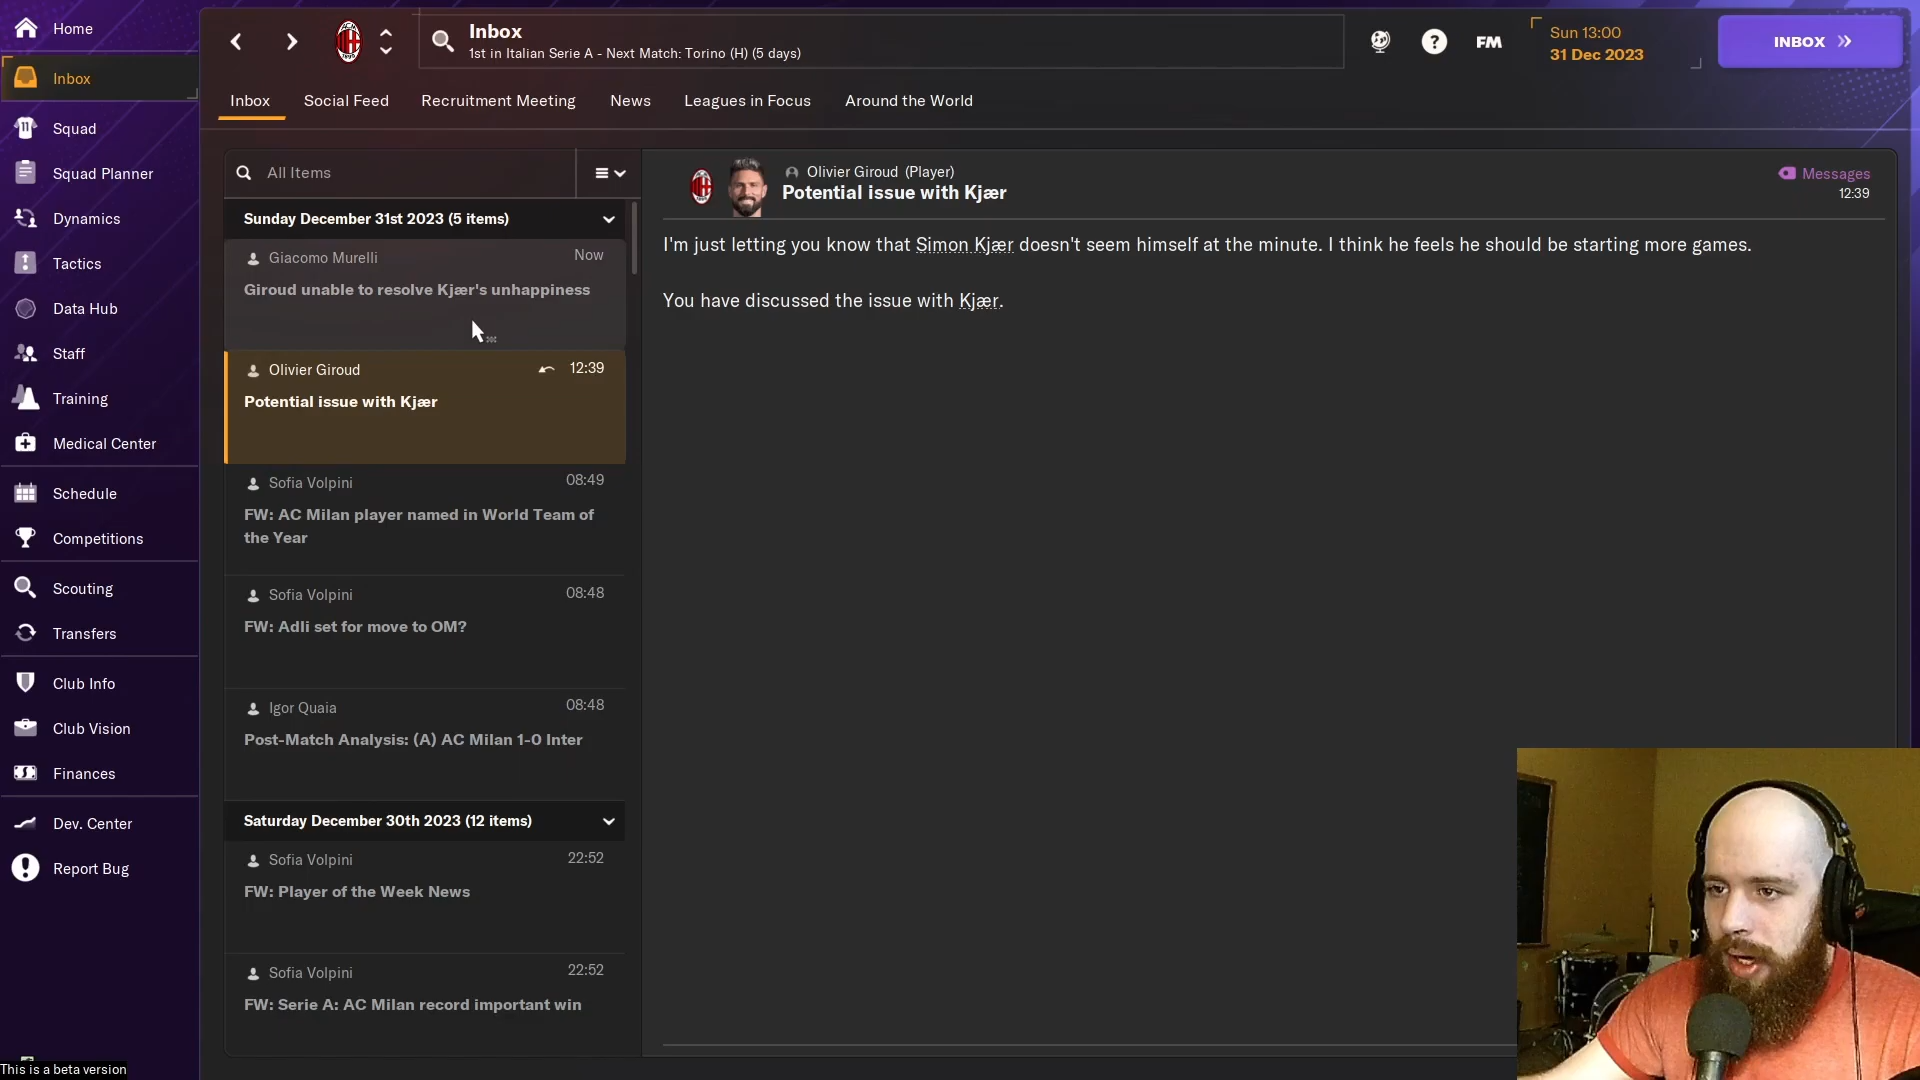 Home
Inbox
Squad
Squad Planner
Dynamics
Tactics
Data Hub
Staff
Training
Medical Center
Schedule
Competitions
Scouting
Transfers
Club Info
Club Vision
Finances
Dev. Center
Report Bug
This is a beta version
Inbox
1st in Italian Serie A - Next Match: Torino (H) (5 days)
FM
Sun 13:00
31 Dec 2023
INBOX
Inbox Social Feed Recruitment Meeting News Leagues in Focus Around the World
All Items
Sunday December 31st 2023 (5 items)
Giacomo Murelli Now
Giroud unable to resolve Kjær's unhappiness
Olivier Giroud 12:39
Potential issue with Kjær
Sofia Volpini 08:49
FW: AC Milan player named in World Team of
the Year
Sofia Volpini 08:48
FW: Adli set for move to OM?
Igor Quaia 08:48
Post-Match Analysis: (A) AC Milan 1-0 Inter
Saturday December 30th 2023 (12 items)
Sofia Volpini 22:52
FW: Player of the Week News
Sofia Volpini 22:52
FW: Serie A: AC Milan record important win
Olivier Giroud (Player)
Potential issue with Kjær
Messages
12:39
I'm just letting you know that Simon Kjær doesn't seem himself at the minute. I think he feels he should be starting more games.
You have discussed the issue with Kjær.